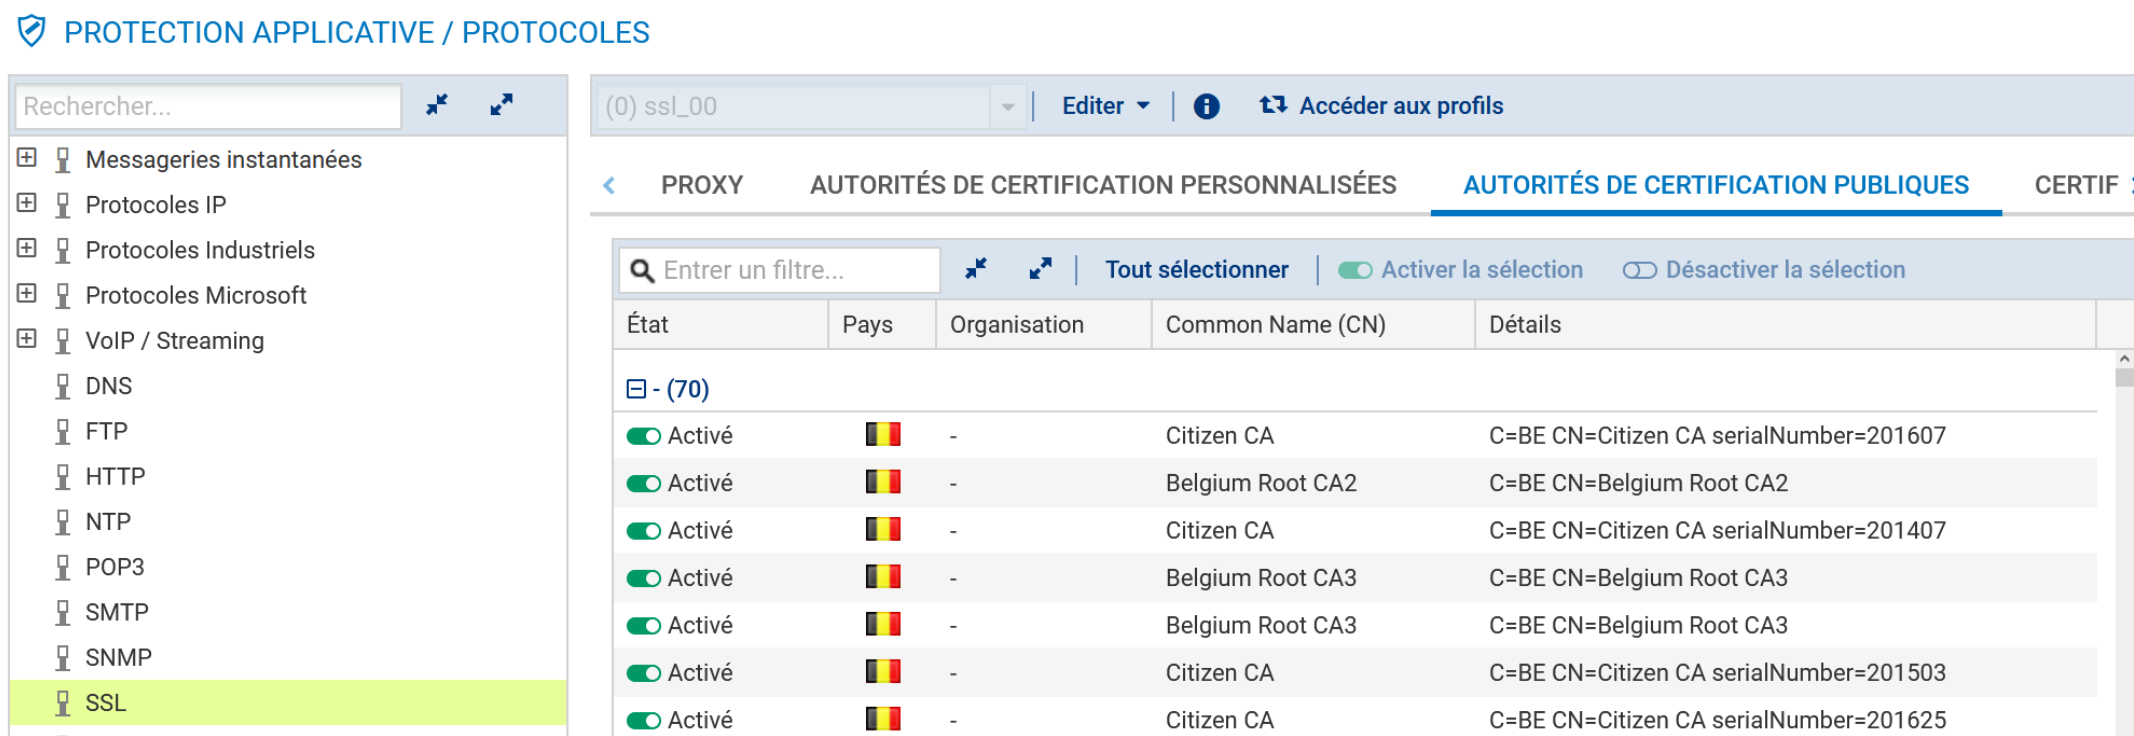 PROTECTION APPLICATIVE / PROTOCOLES
Rechercher...
Messageries instantanées
Protocoles IP
Protocoles Industriels
Protocoles Microsoft
VoIP / Streaming
DNS
FTP
HTTP
NTP
POP3
SMTP
SNMP
SSL
(0) ssl_00 Editer Accéder aux profils
PROXY AUTORITÉS DE CERTIFICATION PERSONNALISÉES AUTORITÉS DE CERTIFICATION PUBLIQUES CERTIF
Entrer un filtre... Tout sélectionner Activer la sélection Désactiver la sélection
État Pays Organisation Common Name (CN) Détails
- (70)
Activé - Citizen CA C=BE CN=Citizen CA serialNumber=201607
Activé - Belgium Root CA2 C=BE CN=Belgium Root CA2
Activé - Citizen CA C=BE CN=Citizen CA serialNumber=201407
Activé - Belgium Root CA3 C=BE CN=Belgium Root CA3
Activé - Belgium Root CA3 C=BE CN=Belgium Root CA3
Activé - Citizen CA C=BE CN=Citizen CA serialNumber=201503
Activé - Citizen CA C=BE CN=Citizen CA serialNumber=201625